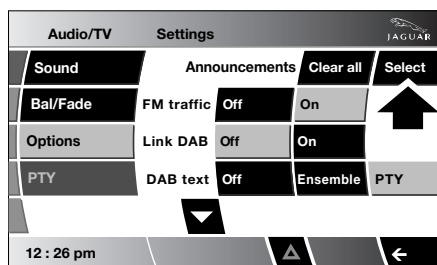 Audio/TV Settings JAGUAR
Sound Announcements Clear all Select
Bal/Fade FM traffic Off On
Options Link DAB Off On
PTY DAB text Off Ensemble PTY
12 : 26 pm